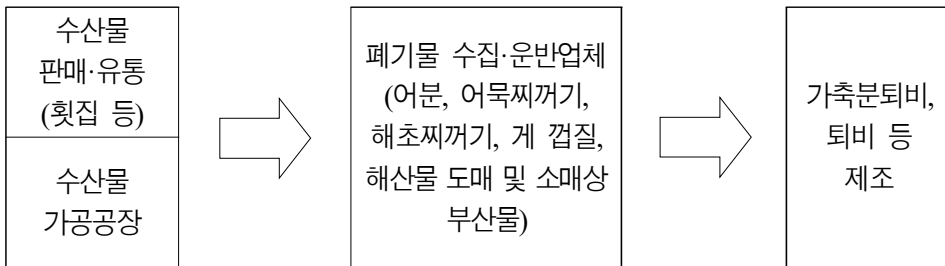 수산물
판매·유통
(횟집 등)
수산물
가공공장
폐기물 수집·운반업체
(어분, 어묵찌꺼기,
해초찌꺼기, 게 껍질,
해산물 도매 및 소매상
부산물)
가축분퇴비,
퇴비 등
제조